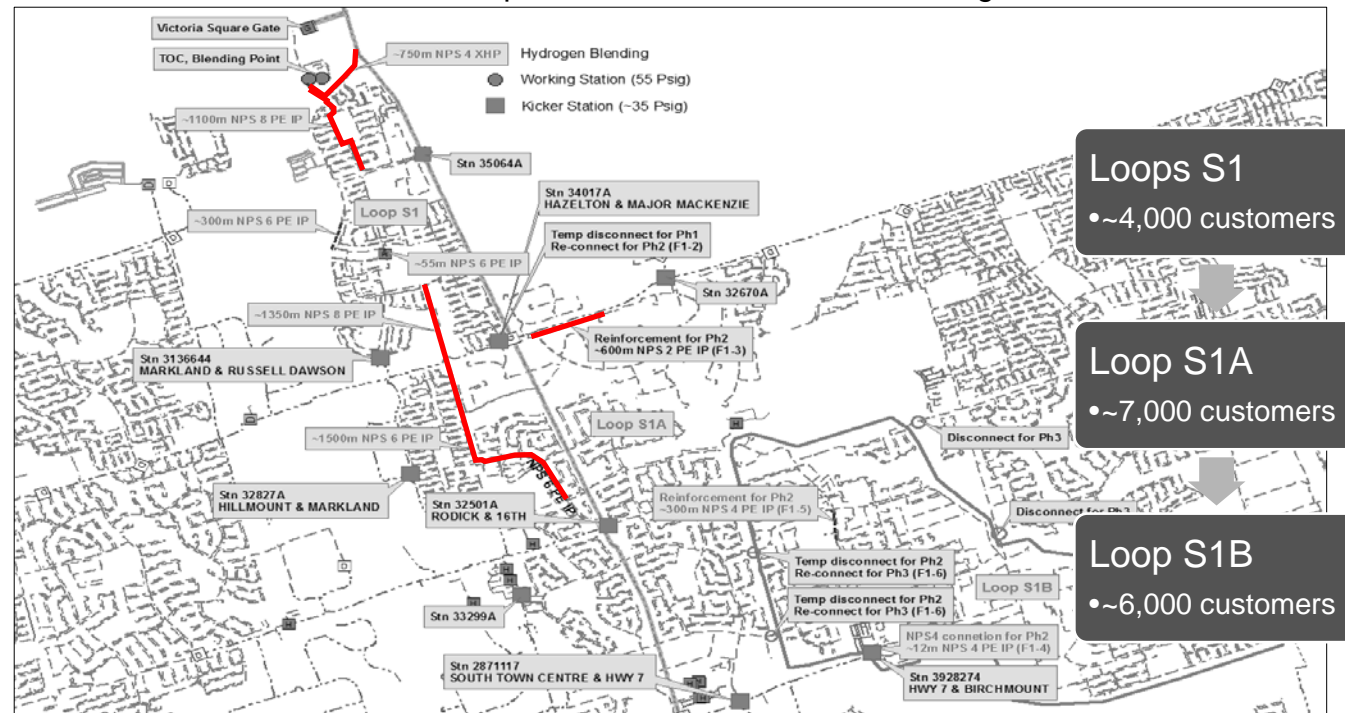 Victoria Square Gate
TOC, Blending Point
~750m NPS 4 XHP
Hydrogen Blending
Working Station (55 Psig)
Kicker Station (~35 Psig)
~1100m NPS 8 PE IP
Stn 35064A
Stn 34017A
HAZELTON & MAJOR MACKENZIE
~300m NPS 6 PE IP
Loop S1
Temp disconnect for Ph1
Re-connect for Ph2 (F1-2)
~55m NPS 6 PE IP
Stn 32670A
~1350m NPS 8 PE IP
Reinforcement for Ph2
~600m NPS 2 PE IP (F1-3)
Stn 3136644
MARKLAND & RUSSELL DAWSON
Loop S1A
~1500m NPS 6 PE IP
NPS 6 PE IP
Disconnect for Ph3
Stn 32827A
HILLMOUNT & MARKLAND
Stn 32501A
RODICK & 16TH
Reinforcement for Ph2
~300m NPS 4 PE IP (F1-5)
Disconnect for Ph3
Temp disconnect for Ph2
Re-connect for Ph3 (F1-6)
Loop S1B
Temp disconnect for Ph2
Re-connect for Ph3 (F1-6)
Stn 33299A
NPS4 connetion for Ph2
~12m NPS 4 PE IP (F1-4)
Stn 2871117
SOUTH TOWN CENTRE & HWY 7
Stn 3928274
HWY 7 & BIRCHMOUNT
Loops S1
•~4,000 customers
Loop S1A
•~7,000 customers
Loop S1B
•~6,000 customers